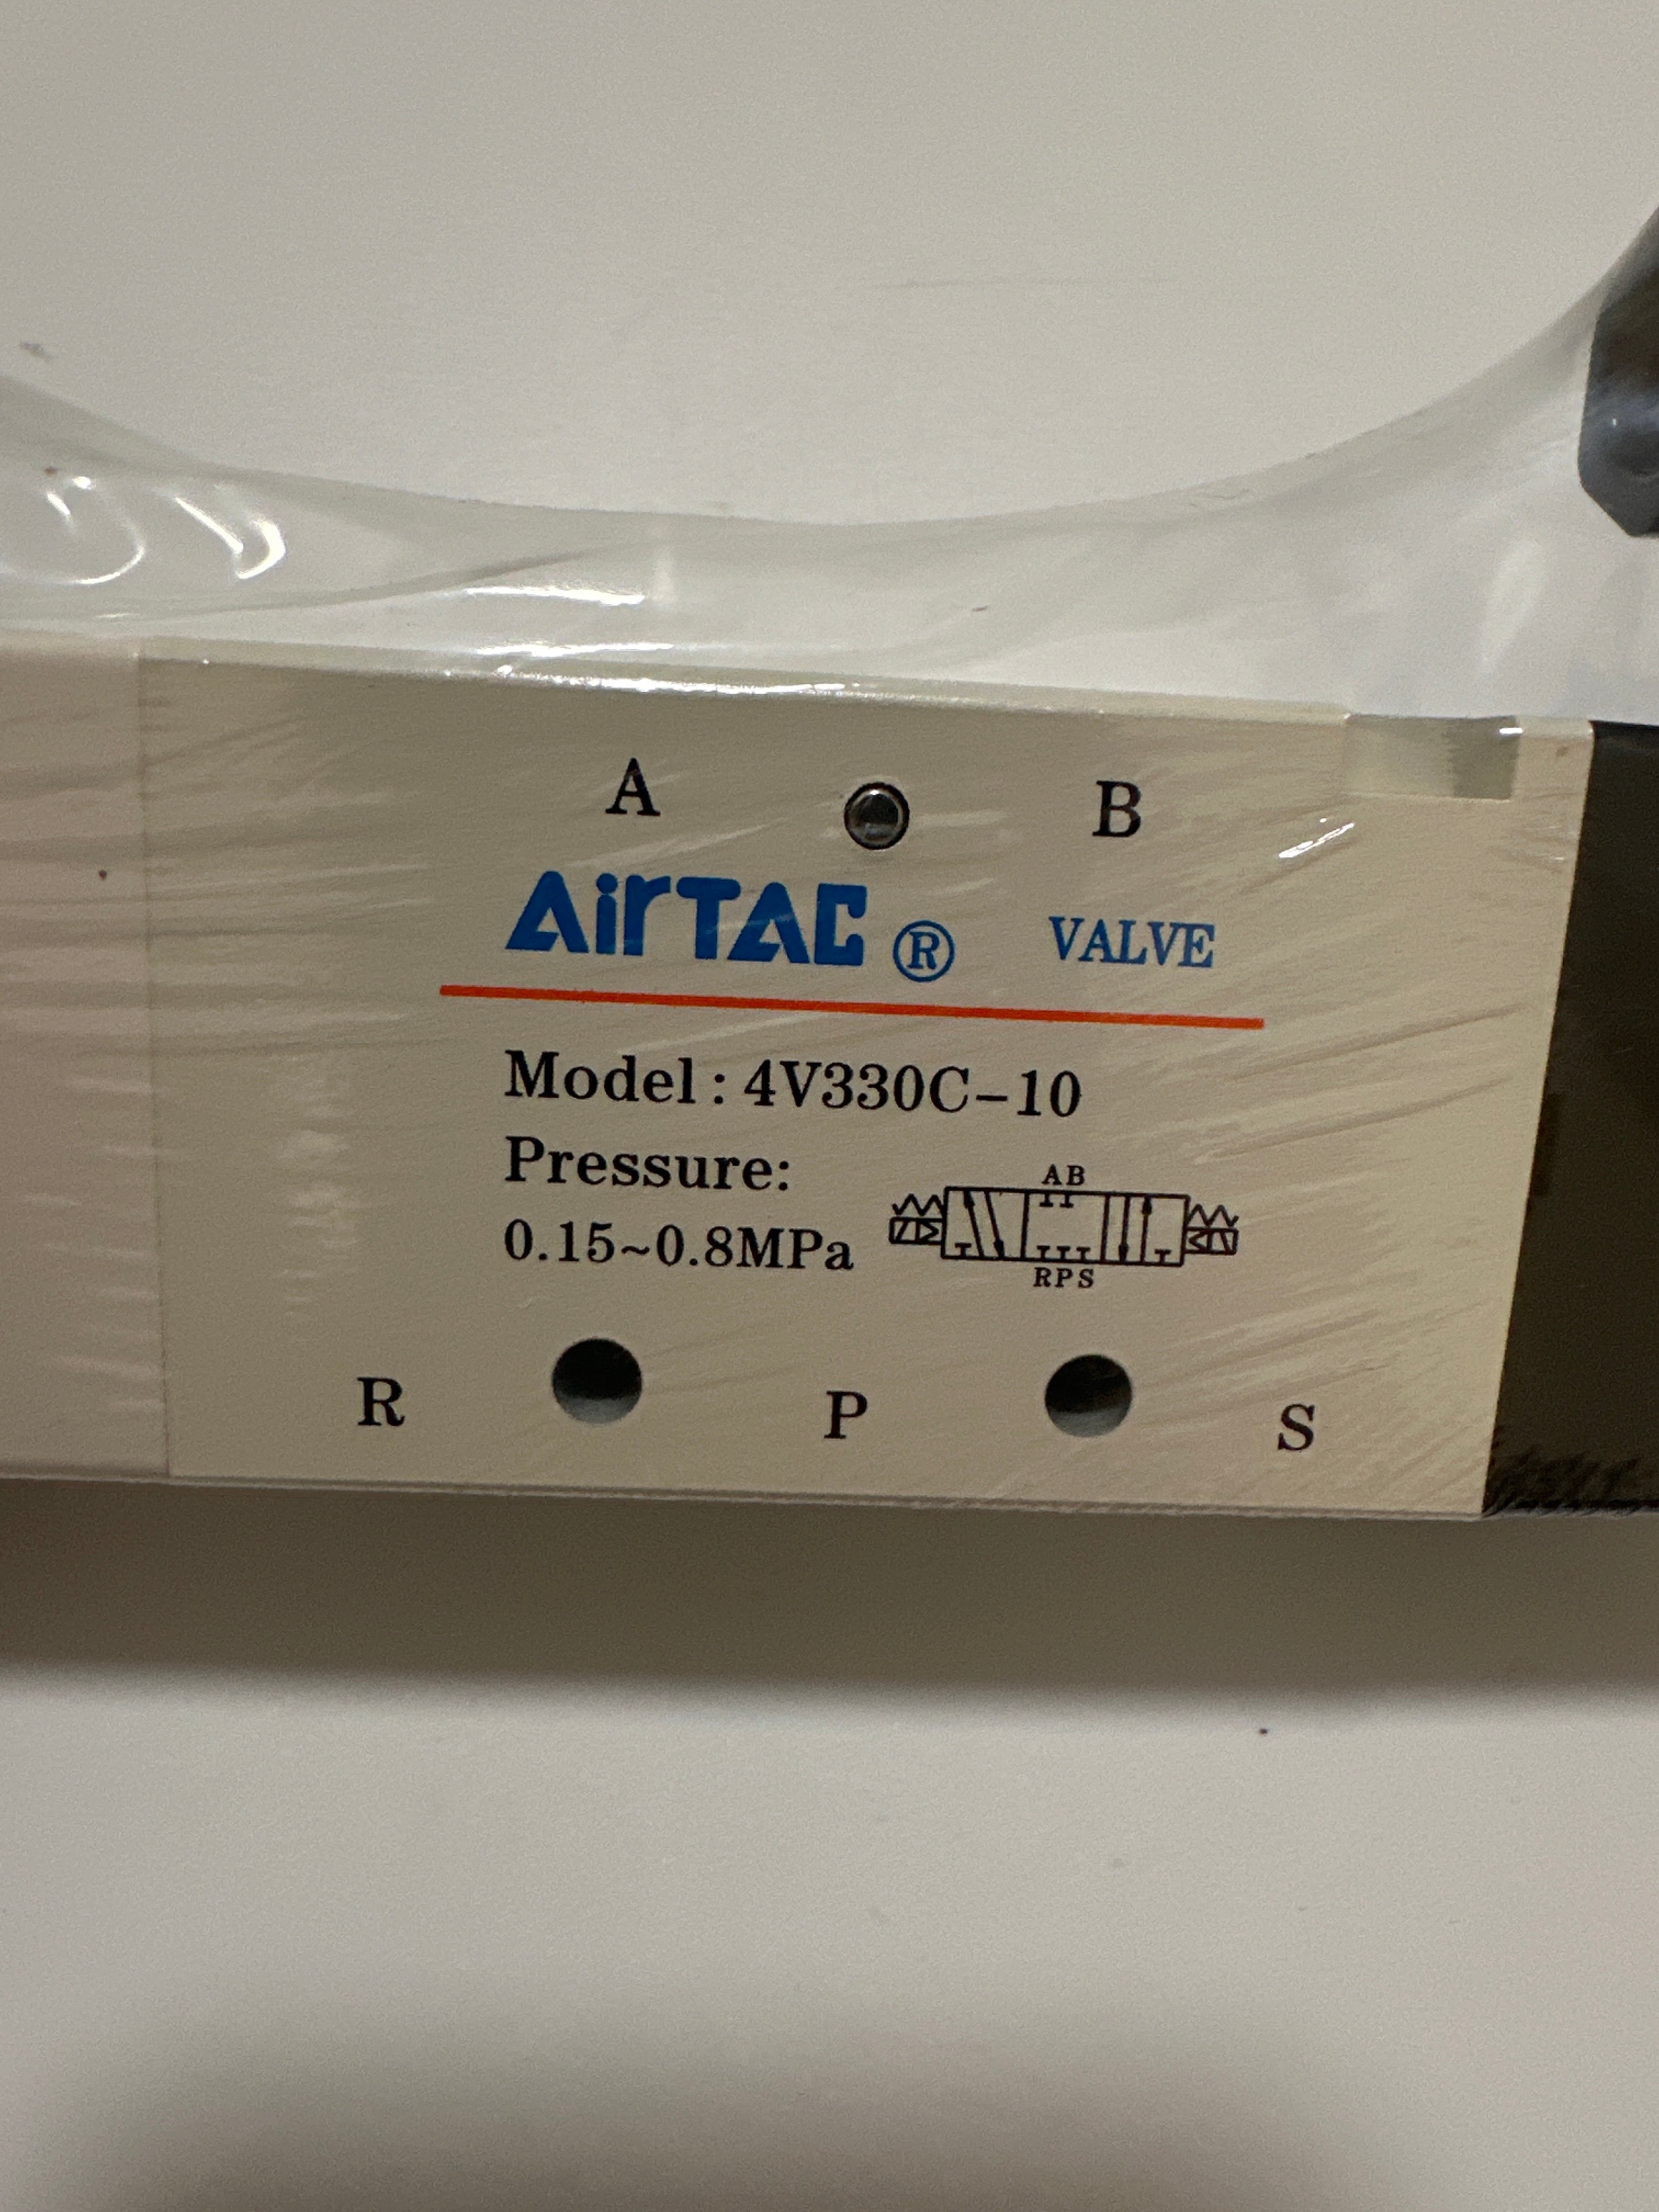 A B
AirTAC ® VALVE
Model: 4V330C-10
Pressure:
0.15~0.8MPa
AB
RPS
R P S